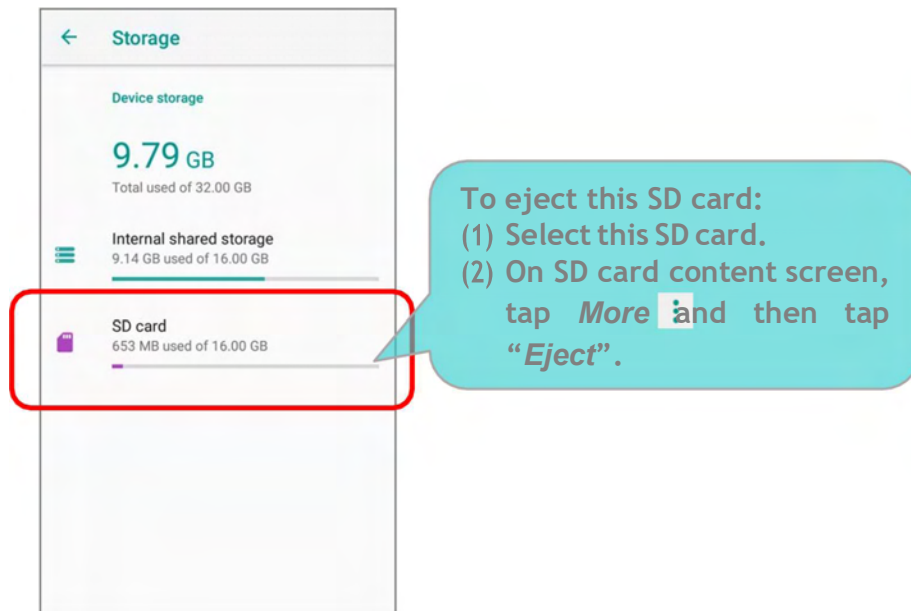 Storage
Device storage
9.79 GB
Total used of 32.00 GB
Internal shared storage
9.14 GB used of 16.00 GB
SD card
653 MB used of 16.00 GB
To eject this SD card:
(1) Select this SD card.
(2) On SD card content screen,
tap More and then tap
“Eject”.